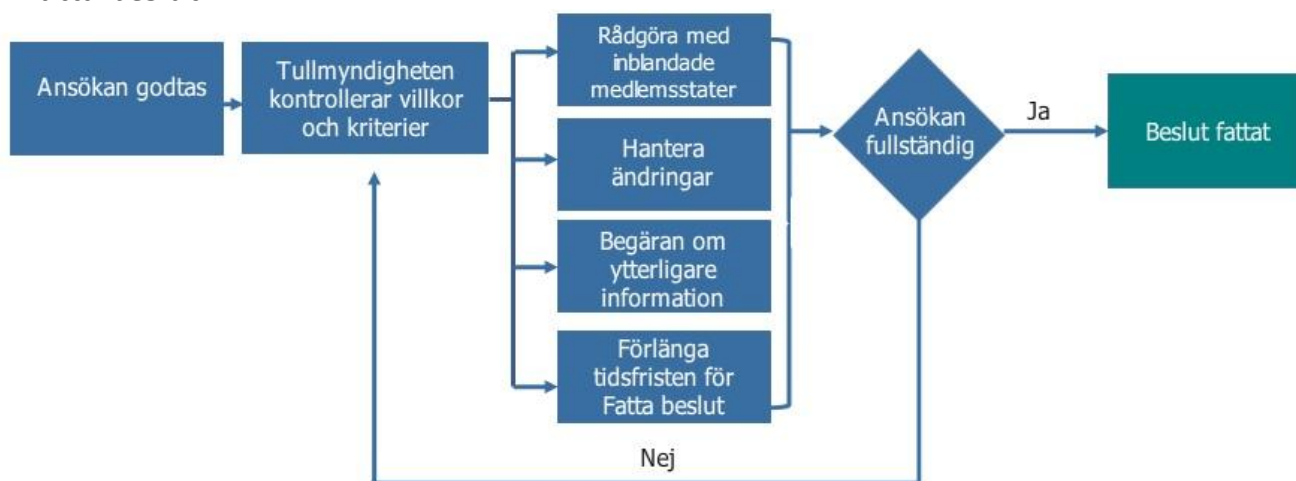 Ansökan godtas
Tullmyndigheten
kontrollerar villkor
och kriterier
Rådgöra med
inblandade
medlemsstater
Hantera
ändringar
Begäran om
ytterligare
information
Förlänga
tidsfristen för
Fatta beslut
Ansökan
fullständig
Ja
Beslut fattat
Nej